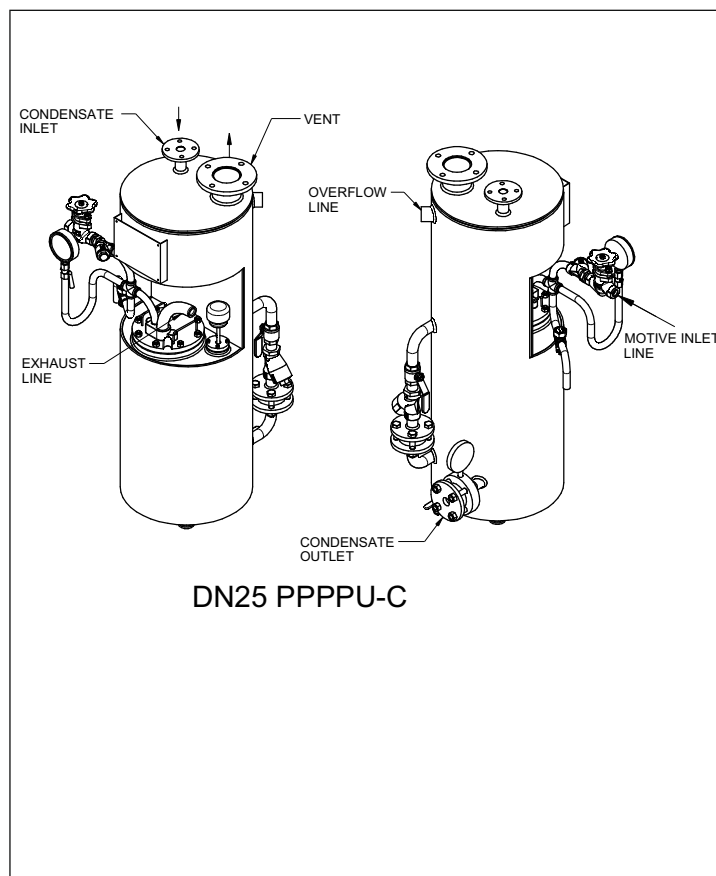 CONDENSATE
INLET
VENT
EXHAUST
LINE
OVERFLOW
LINE
MOTIVE INLET
LINE
CONDENSATE
OUTLET
DN25 PPPPU-C